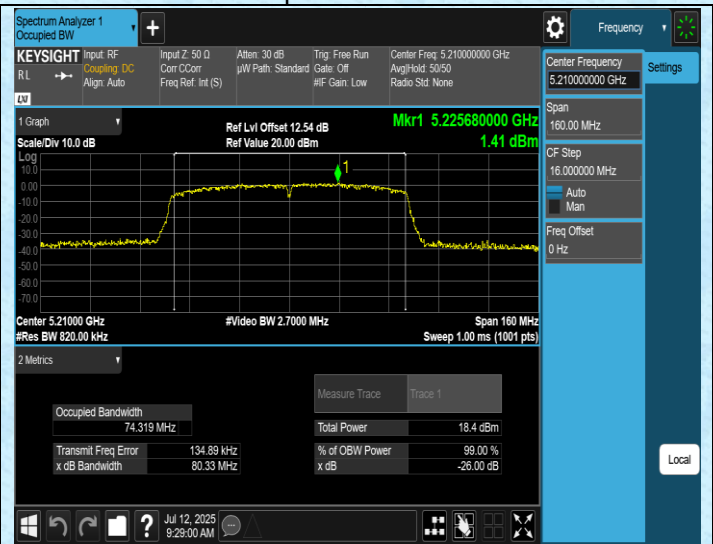 Spectrum Analyzer 1
Occupied BW
+
Frequency
KEYSIGHT
RL
LXI
Input: RF
Coupling: DC
Align: Auto
Input Z: 50 Ω
Corr CCorr
Freq Ref: Int (S)
Atten: 30 dB
µW Path: Standard
Trig: Free Run
Gate: Off
#IF Gain: Low
Center Freq: 5.210000000 GHz
Avg|Hold: 50/50
Radio Std: None
1 Graph
Scale/Div 10.0 dB
Ref Lvl Offset 12.54 dB
Ref Value 20.00 dBm
Mkr1 5.225680000 GHz
1.41 dBm
Log
10.0
0.00
-10.0
-20.0
-30.0
-40.0
-50.0
-60.0
-70.0
1
Center 5.21000 GHz
#Res BW 820.00 kHz
#Video BW 2.7000 MHz
Span 160 MHz
Sweep 1.00 ms (1001 pts)
2 Metrics
Measure Trace Trace 1
Occupied Bandwidth
74.319 MHz
Total Power 18.4 dBm
Transmit Freq Error 134.89 kHz
% of OBW Power 99.00 %
x dB Bandwidth 80.33 MHz
x dB -26.00 dB
Center Frequency
5.210000000 GHz
Settings
Span
160.00 MHz
CF Step
16.000000 MHz
Auto
Man
Freq Offset
0 Hz
Local
?
Jul 12, 2025
9:29:00 AM